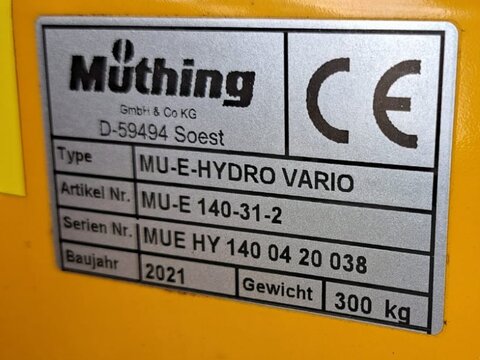 Müthing
GmbH & Co KG
D-59494 Soest
CE
Type MU-E-HYDRO VARIO
Artikel Nr. MU-E 140-31-2
Serien Nr. MUE HY 140 04 20 038
Baujahr 2021 Gewicht 300 kg